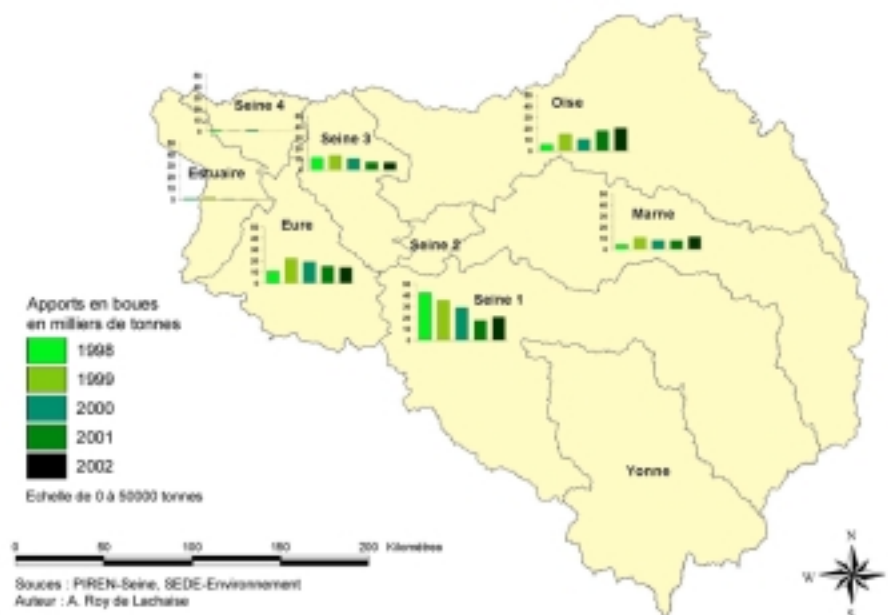 Seine 4
Oise
Seine 3
Estuaire
Marne
Eure
Seine 2
Seine 1
Yonne
Apports en boues
en milliers de tonnes
1998
1999
2000
2001
2002
Echelle de 0 à 50000 tonnes
0 50 100 150 200 Kilomètres
Souces : PIREN-Seine, SEDE-Environnement
Auteur : A. Roy de Lachaise
N
W
S